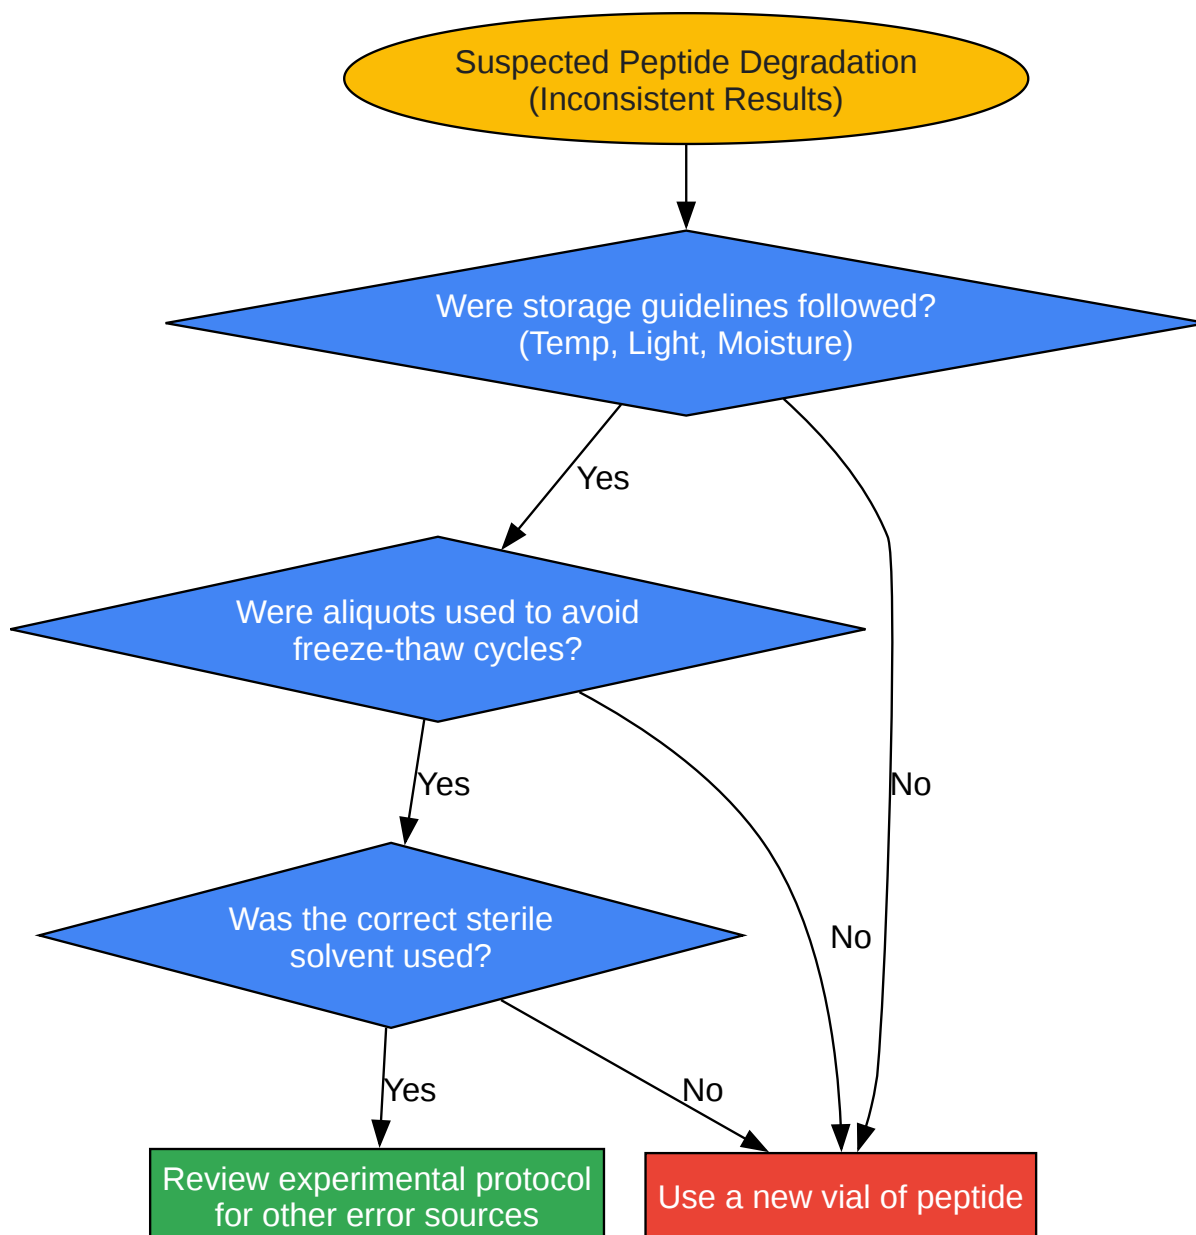 Suspected Peptide Degradation
(Inconsistent Results)
Were storage guidelines followed?
(Temp, Light, Moisture)
Yes
Were aliquots used to avoid
freeze-thaw cycles?
Yes
No
Was the correct sterile
solvent used?
No
Yes
No
Review experimental protocol
for other error sources
Use a new vial of peptide